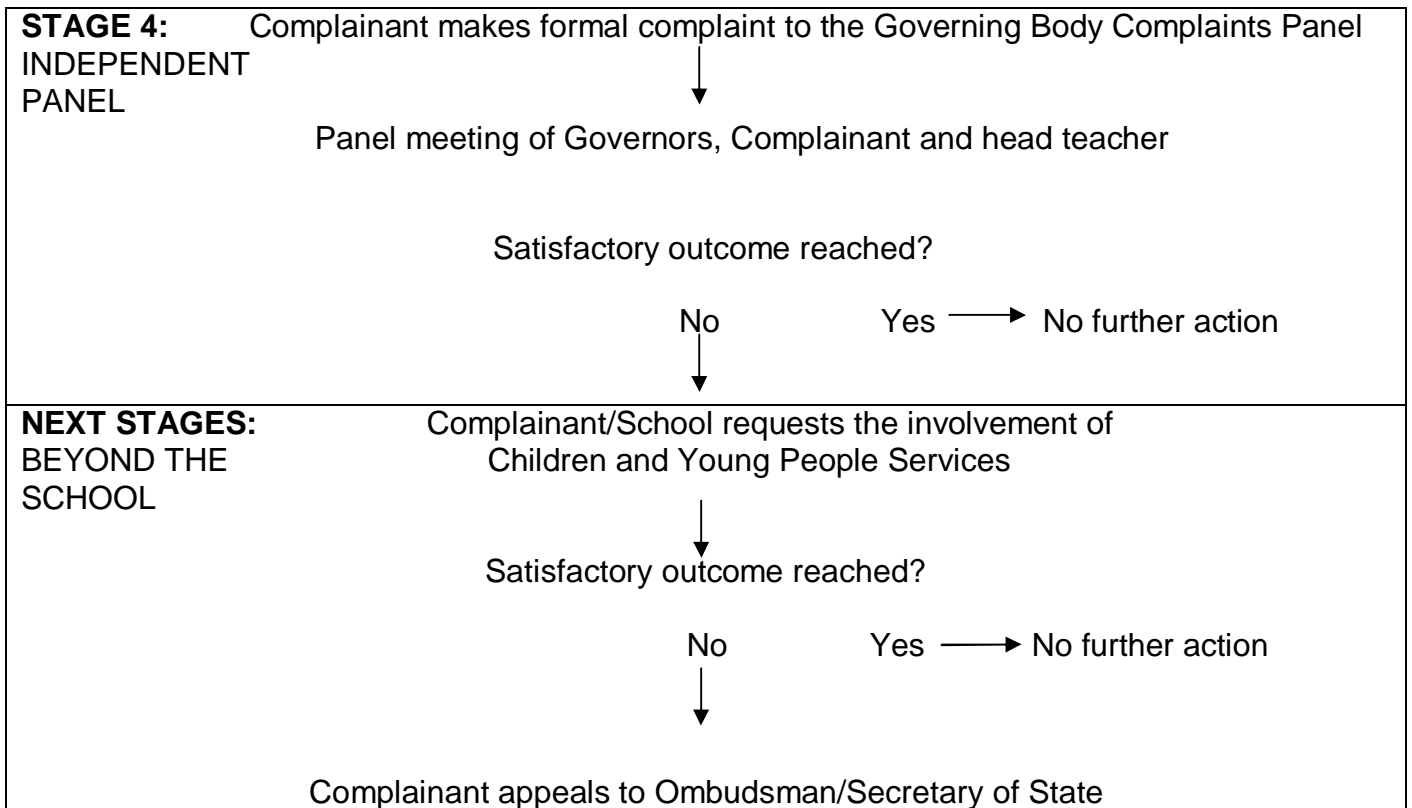 STAGE 4: Complainant makes formal complaint to the Governing Body Complaints Panel
INDEPENDENT
PANEL
Panel meeting of Governors, Complainant and head teacher
Satisfactory outcome reached?
No Yes No further action
NEXT STAGES: Complainant/School requests the involvement of
BEYOND THE Children and Young People Services
SCHOOL
Satisfactory outcome reached?
No Yes No further action
Complainant appeals to Ombudsman/Secretary of State